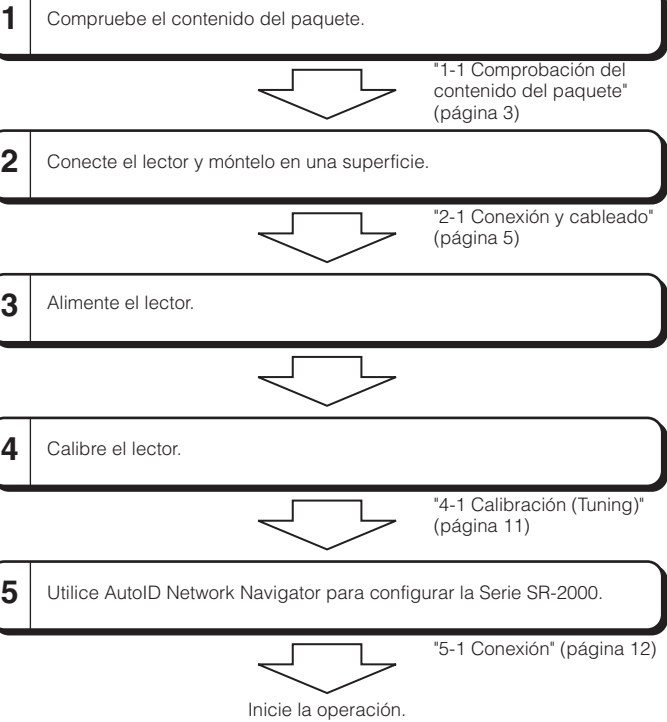 1 Compruebe el contenido del paquete.
"1-1 Comprobación del
contenido del paquete"
(página 3)
2 Conecte el lector y móntelo en una superficie.
"2-1 Conexión y cableado"
(página 5)
3 Alimente el lector.
4 Calibre el lector.
"4-1 Calibración (Tuning)"
(página 11)
5 Utilice AutoID Network Navigator para configurar la Serie SR-2000.
"5-1 Conexión" (página 12)
Inicie la operación.